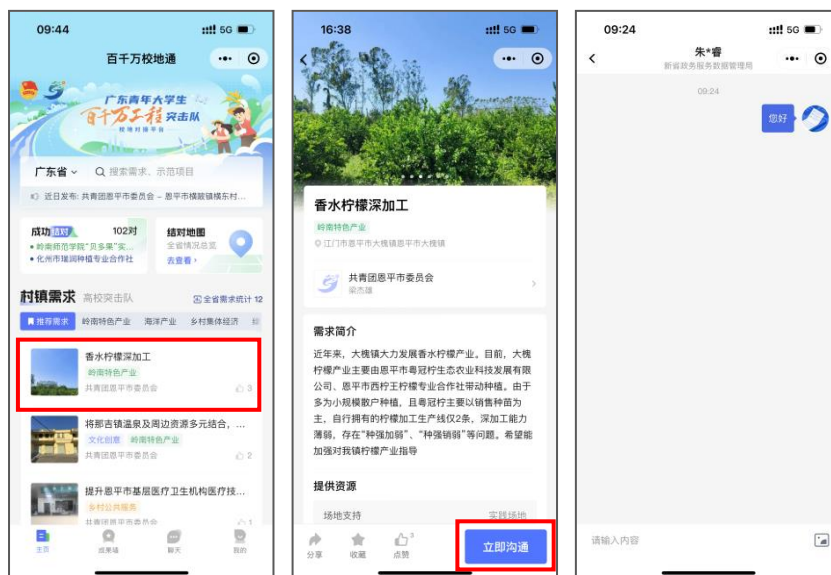 09:44
5G
百千万校地通
广东青年大学生
百千万工程突击队
校地对接平台
广东省
搜索需求、示范项目
近日发布: 共青团恩平市委员会 – 恩平市横陂镇横东村...
成功结对
102对
• 岭南师范学院“贝多果”实...
• 化州市瑞润种植专业合作社
结对地图
全省情况总览
去查看
村镇需求
高校突击队
全省需求统计 12
推荐需求
岭南特色产业
海洋产业
乡村集体经济
香水柠檬深加工
岭南特色产业
共青团恩平市委员会
3
将那吉镇温泉及周边资源多元结合，...
文化创意
岭南特色产业
共青团恩平市委员会
2
提升恩平市基层医疗卫生机构医疗技...
乡村公共服务
共青团恩平市委员会
1
主页
成果墙
聊天
我的
16:38
5G
香水柠檬深加工
岭南特色产业
江门市恩平市大槐镇恩平市大槐镇
共青团恩平市委员会
梁杰雄
需求简介
近年来，大槐镇大力发展香水柠檬产业。目前，大槐
柠檬产业主要由恩平市粤冠柠生态农业科技发展有限
公司、恩平市西柠王柠檬专业合作社带动种植。由于
多为小规模散户种植，且粤冠柠主要以销售种苗为
主，自行拥有的柠檬加工生产线仅2条，深加工能力
薄弱，存在“种强加弱”、“种强销弱”等问题。希望能
加强对我镇柠檬产业指导
提供资源
场地支持
实践场地
分享
收藏
点赞
3
立即沟通
09:24
5G
朱*睿
新省政务服务数据管理局
09:24
您好
请输入内容